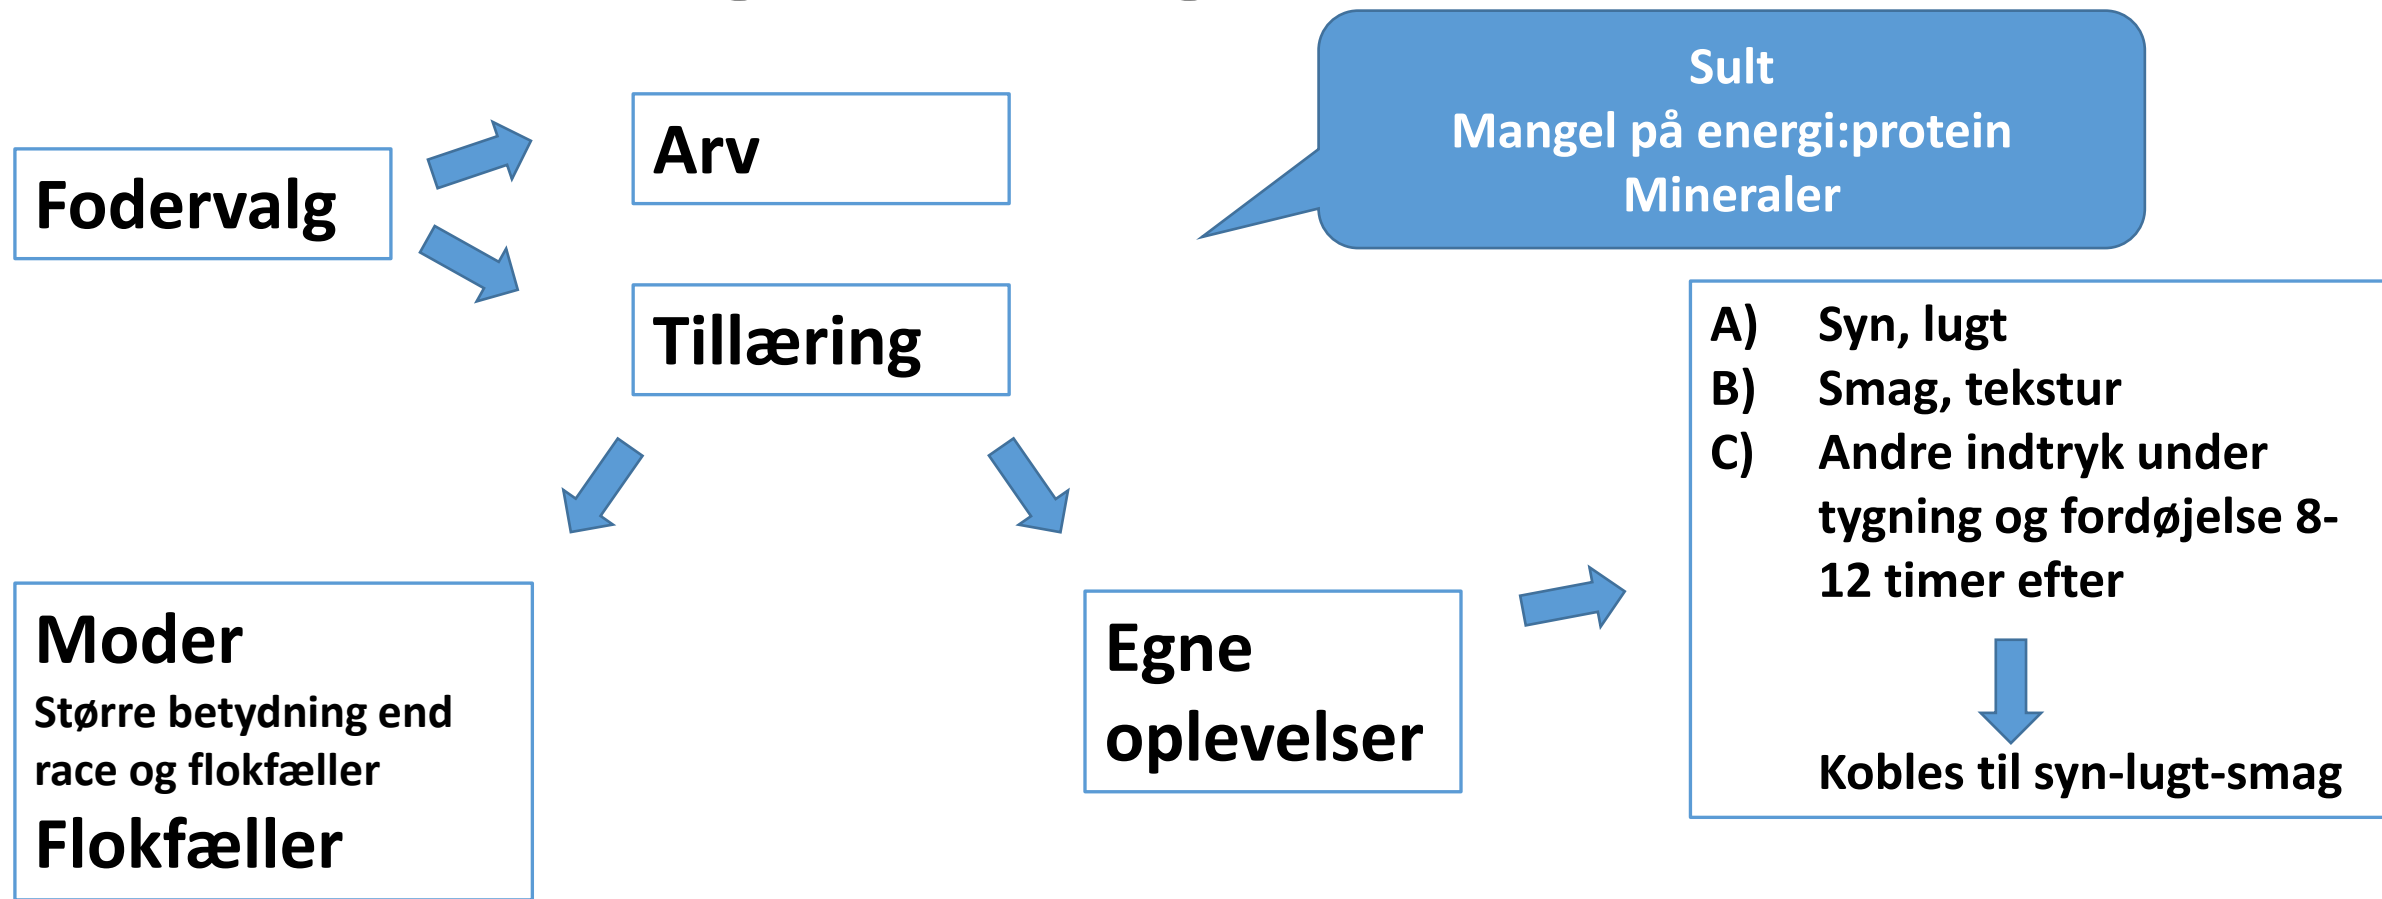 Sult
Mangel på energi:protein
Mineraler
Arv
Fodervalg
Tillæring
A) Syn, lugt
B) Smag, tekstur
C) Andre indtryk under
tygning og fordøjelse 8-
12 timer efter
Kobles til syn-lugt-smag
Moder
Større betydning end
race og flokfæller
Flokfæller
Egne
oplevelser